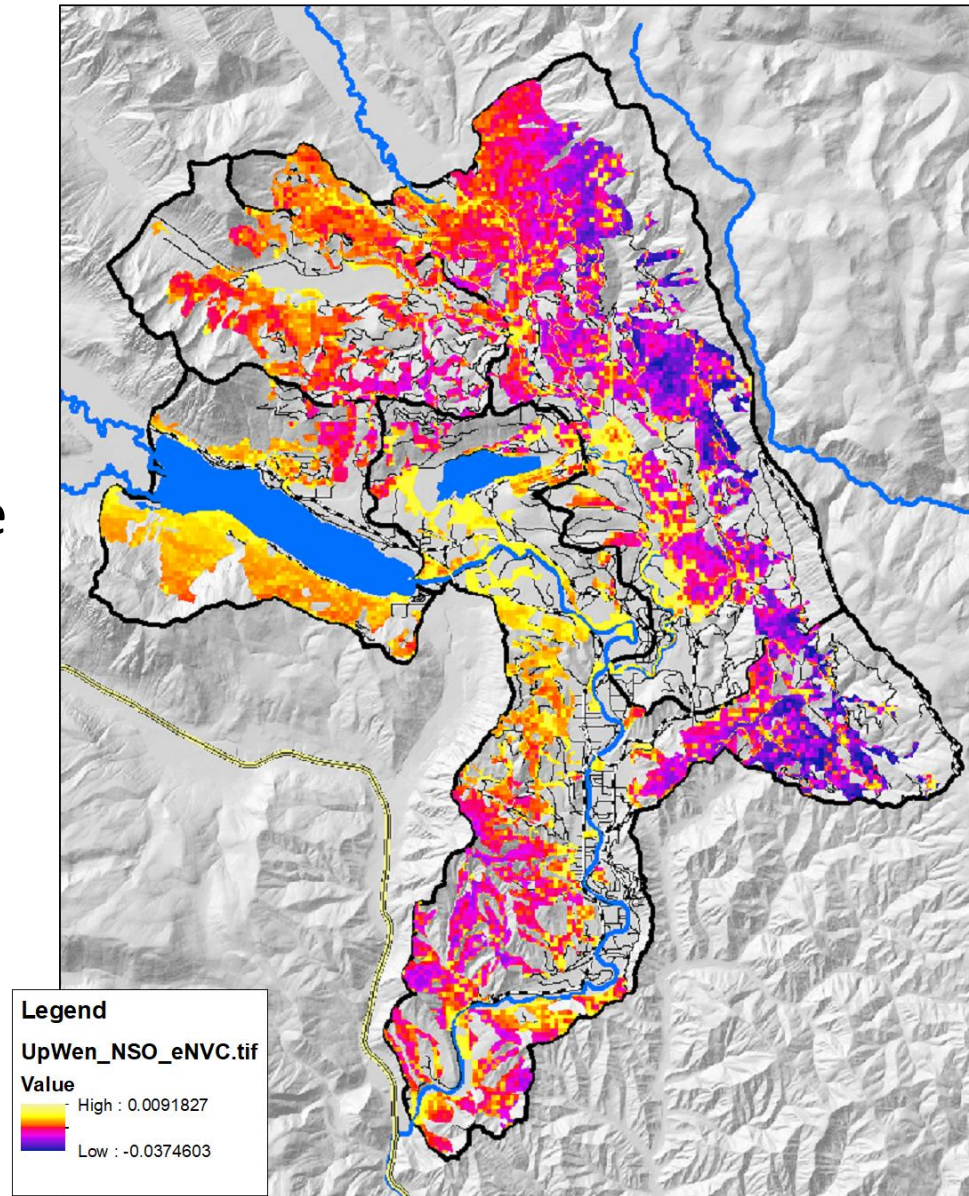 e
Legend
UpWen_NSO_eNVC.tif
Value
High : 0.0091827
Low : -0.0374603